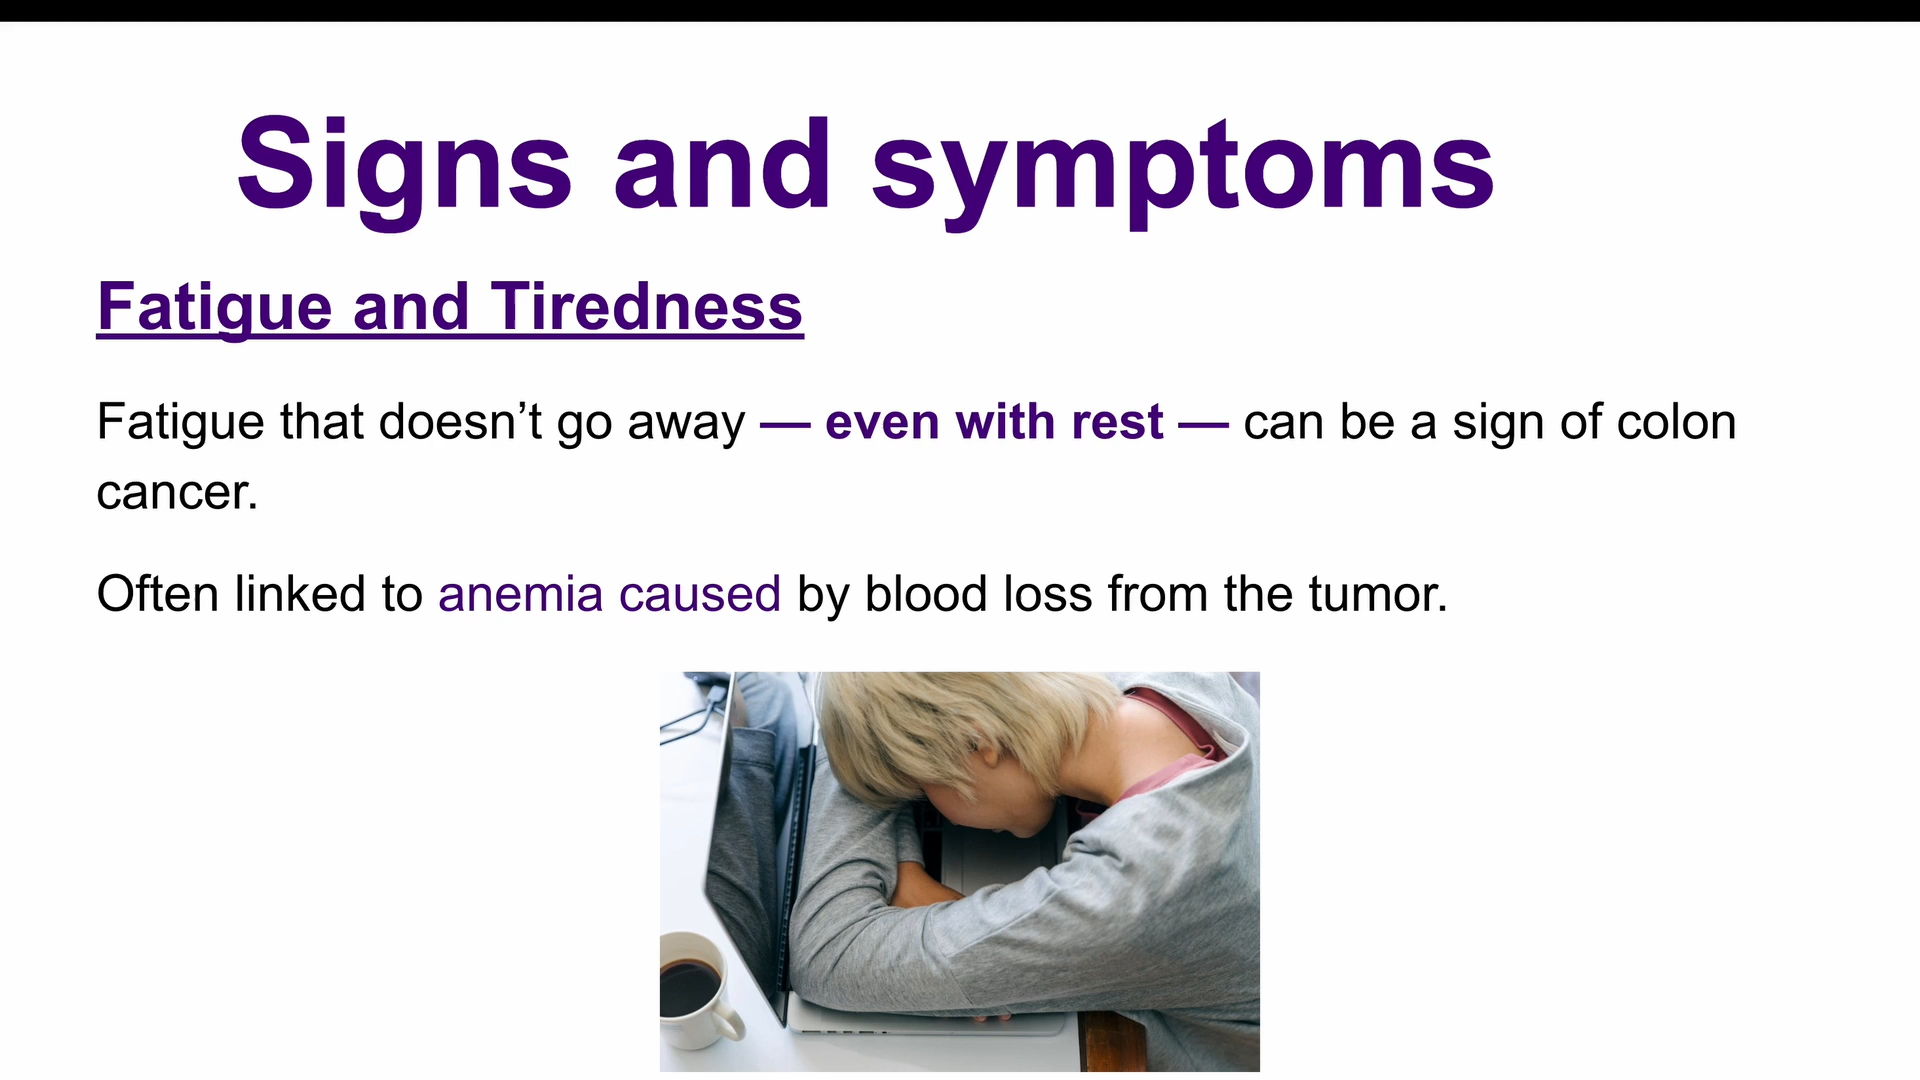 Signs and symptoms
Fatigue and Tiredness
Fatigue that doesn’t go away — even with rest — can be a sign of colon
cancer.
Often linked to anemia caused by blood loss from the tumor.